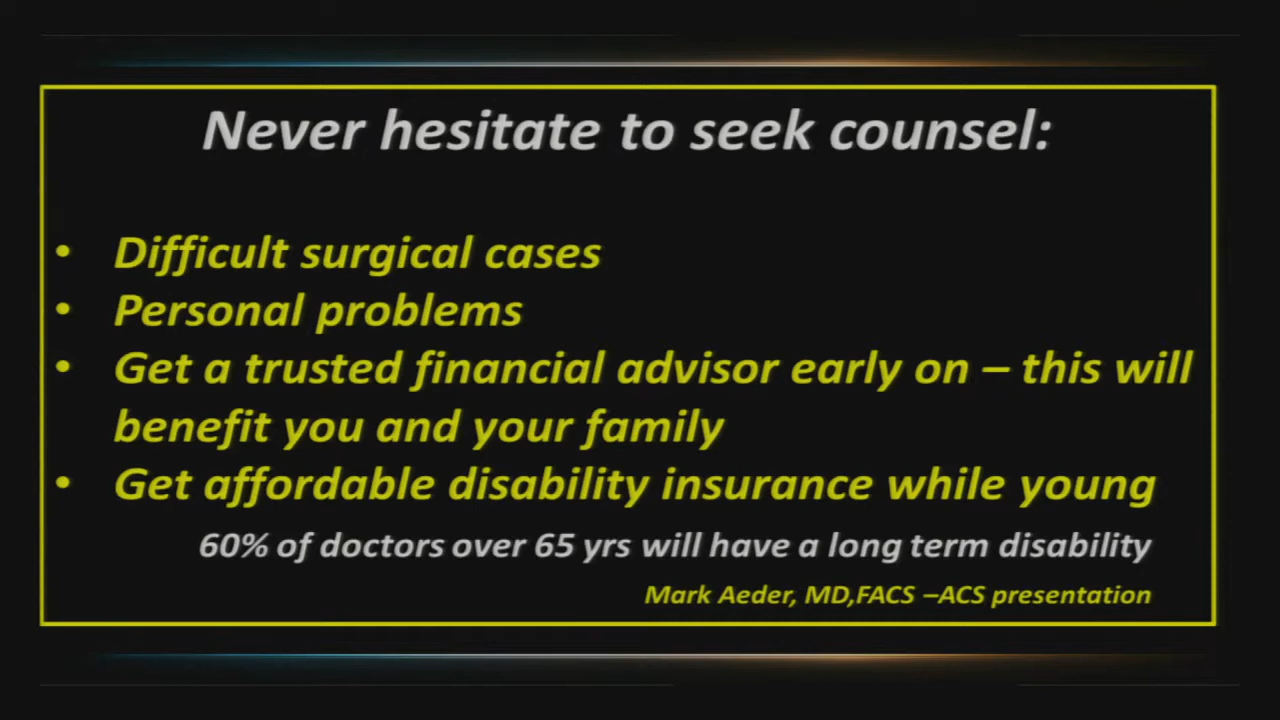 Never hesitate to seek counsel:
• Difficult surgical cases
• Personal problems
• Get a trusted financial advisor early on – this will
benefit you and your family
• Get affordable disability insurance while young
60% of doctors over 65 yrs will have a long term disability
Mark Aeder, MD,FACS –ACS presentation